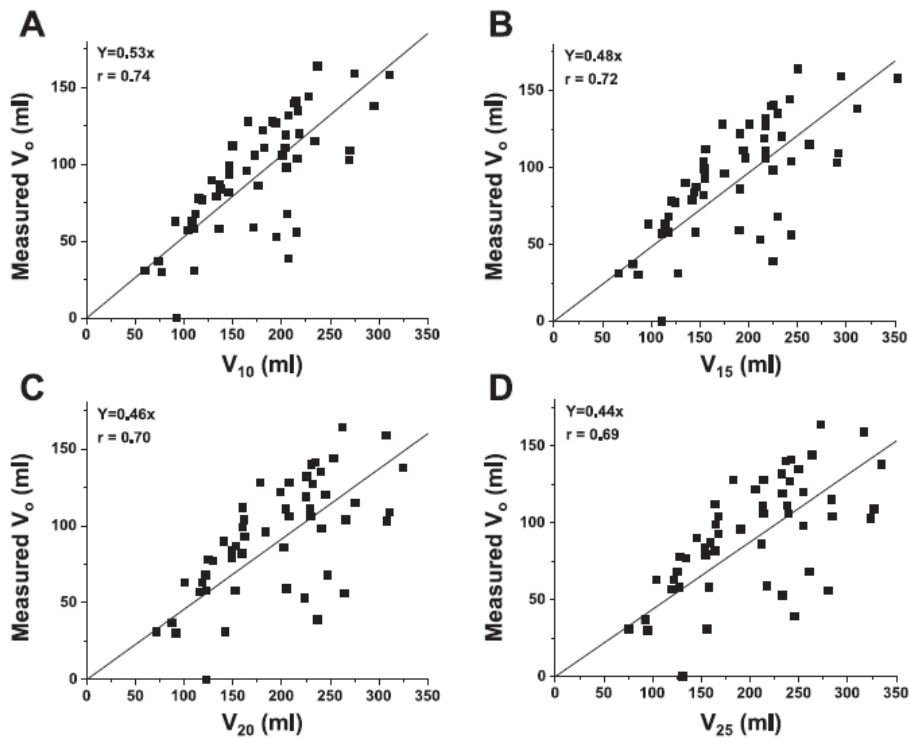 A
Y=0.53x
r = 0.74
Measured Vo (ml)
150
100
50
0
0 50 100 150 200 250 300 350
V10 (ml)
B
Y=0.48x
r = 0.72
Measured Vo (ml)
150
100
50
0
0 50 100 150 200 250 300 350
V15 (ml)
C
Y=0.46x
r = 0.70
Measured Vo (ml)
150
100
50
0
0 50 100 150 200 250 300 350
V20 (ml)
D
Y=0.44x
r = 0.69
Measured Vo (ml)
150
100
50
0
0 50 100 150 200 250 300 350
V25 (ml)